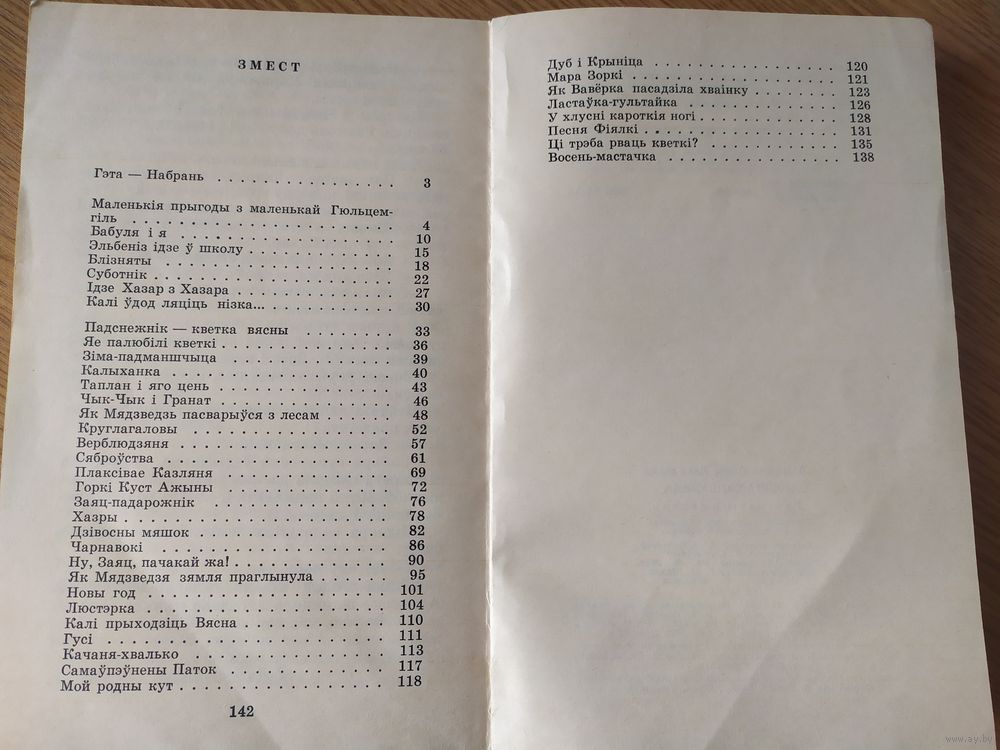 ЗМЕСТ
Гэта — Набрань . . . . . . . . . . . . . . . . 3
Маленькія прыгоды з маленькай Гюльцем-
гіль . . . . . . . . . . . . . . . . . . . . 4
Бабуля і я . . . . . . . . . . . . . . . . . 10
Эльбеніз ідзе ў школу . . . . . . . . . . . 15
Блізняты . . . . . . . . . . . . . . . . . . 18
Суботнік . . . . . . . . . . . . . . . . . . 22
Ідзе Хазар з Хазара . . . . . . . . . . . . 27
Калі ўдод ляціць нізка... . . . . . . . . . 30
Падснежнік — кветка вясны . . . . . . . . 33
Яе палюбілі кветкі . . . . . . . . . . . . . 36
Зіма-падманшчыца . . . . . . . . . . . . . 39
Калыханка . . . . . . . . . . . . . . . . . 40
Таплан і яго цень . . . . . . . . . . . . . 43
Чык-Чык і Гранат . . . . . . . . . . . . . 46
Як Мядзведзь пасварыўся з лесам . . . . . 48
Круглагаловы . . . . . . . . . . . . . . . 52
Верблюдзяня . . . . . . . . . . . . . . . . 57
Сяброўства . . . . . . . . . . . . . . . . . 61
Плаксівае Казляня . . . . . . . . . . . . . 69
Горкі Куст Ажыны . . . . . . . . . . . . . 72
Заяц-падарожнік . . . . . . . . . . . . . . 76
Хазры . . . . . . . . . . . . . . . . . . . . 78
Дзівосны мяшок . . . . . . . . . . . . . . 82
Чарнавокі . . . . . . . . . . . . . . . . . 86
Ну, Заяц, пачакай жа! . . . . . . . . . . . 90
Як Мядзведзя зямля праглынула . . . . . . 95
Новы год . . . . . . . . . . . . . . . . . . 101
Люстэрка . . . . . . . . . . . . . . . . . . 104
Калі прыходзіць Вясна . . . . . . . . . . . 110
Гусі . . . . . . . . . . . . . . . . . . . . . 111
Качаня-хвалько . . . . . . . . . . . . . . . 113
Самаўпэўнены Паток . . . . . . . . . . . . 117
Мой родны кут . . . . . . . . . . . . . . . 118
142
Дуб і Крыніца . . . . . . . . . . . . . . 120
Мара Зоркі . . . . . . . . . . . . . . . 121
Як Вавёрка пасадзіла хваінку . . . . . . . 123
Ластаўка-гультайка . . . . . . . . . . . . 126
У хлусні кароткія ногі . . . . . . . . . . . 128
Песня Фіялкі . . . . . . . . . . . . . . . 131
Ці трэба рваць кветкі? . . . . . . . . . . 135
Восень-мастачка . . . . . . . . . . . . . 138
www.ay.by